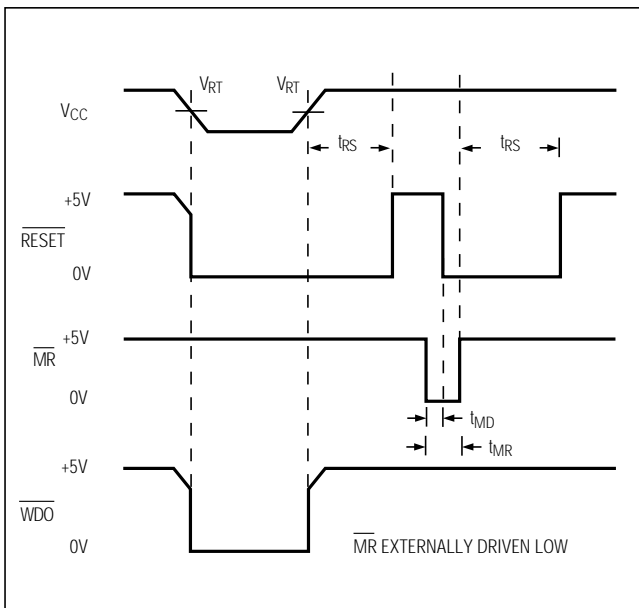 VRT VRT
VCC
tRS tRS
+5V
RESET
0V
+5V
MR
0V
tMD
tMR
+5V
WDO
0V
MR EXTERNALLY DRIVEN LOW